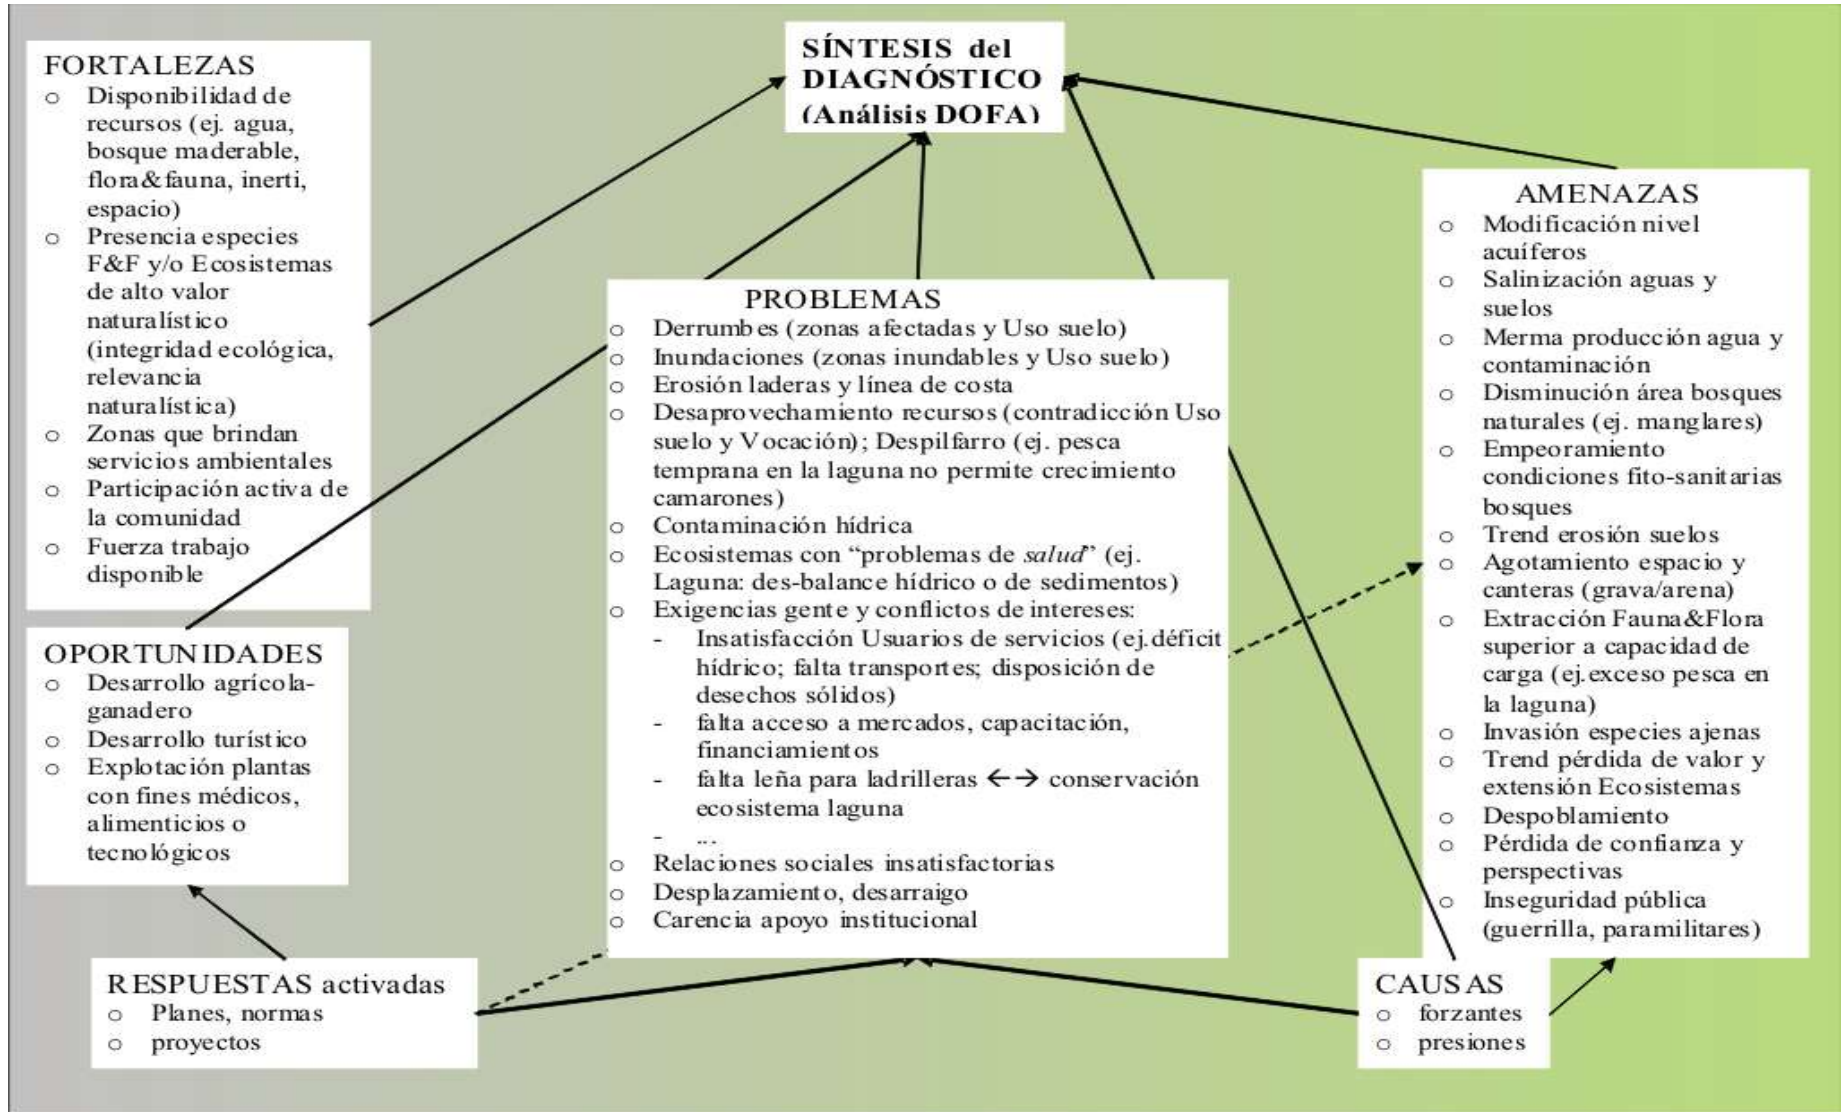 SÍNTESIS del
DIAGNÓSTICO
(Análisis DOFA)
FORTALEZAS
o Disponibilidad de
recursos (ej. agua,
bosque maderable,
flora&fauna, inerti,
espacio)
o Presencia especies
F&F y/o Ecosistemas
de alto valor
naturalístico
(integridad ecológica,
relevancia
naturalística)
o Zonas que brindan
servicios ambientales
o Participación activa de
la comunidad
o Fuerza trabajo
disponible
OPORTUNIDADES
o Desarrollo agrícola-
ganadero
o Desarrollo turístico
o Explotación plantas
con fines médicos,
alimenticios o
tecnológicos
RESPUESTAS activadas
o Planes, normas
o proyectos
PROBLEMAS
o Derrumbes (zonas afectadas y Uso suelo)
o Inundaciones (zonas inundables y Uso suelo)
o Erosión laderas y línea de costa
o Desaprovechamiento recursos (contradicción Uso
suelo y Vocación); Despilfarro (ej. pesca
temprana en la laguna no permite crecimiento
camarones)
o Contaminación hídrica
o Ecosistemas con “problemas de salud” (ej.
Laguna: des-balance hídrico o de sedimentos)
o Exigencias gente y conflictos de intereses:
- Insatisfacción Usuarios de servicios (ej.déficit
hídrico; falta transportes; disposición de
desechos sólidos)
- falta acceso a mercados, capacitación,
financiamientos
- falta leña para ladrilleras ←→ conservación
ecosistema laguna
- ...
o Relaciones sociales insatisfactorias
o Desplazamiento, desarraigo
o Carencia apoyo institucional
AMENAZAS
o Modificación nivel
acuíferos
o Salinización aguas y
suelos
o Merma producción agua y
contaminación
o Disminución área bosques
naturales (ej. manglares)
o Empeoramiento
condiciones fito-sanitarias
bosques
o Trend erosión suelos
o Agotamiento espacio y
canteras (grava/arena)
o Extracción Fauna&Flora
superior a capacidad de
carga (ej.exceso pesca en
la laguna)
o Invasión especies ajenas
o Trend pérdida de valor y
extensión Ecosistemas
o Despoblamiento
o Pérdida de confianza y
perspectivas
o Inseguridad pública
(guerrilla, paramilitares)
CAUSAS
o forzantes
o presiones